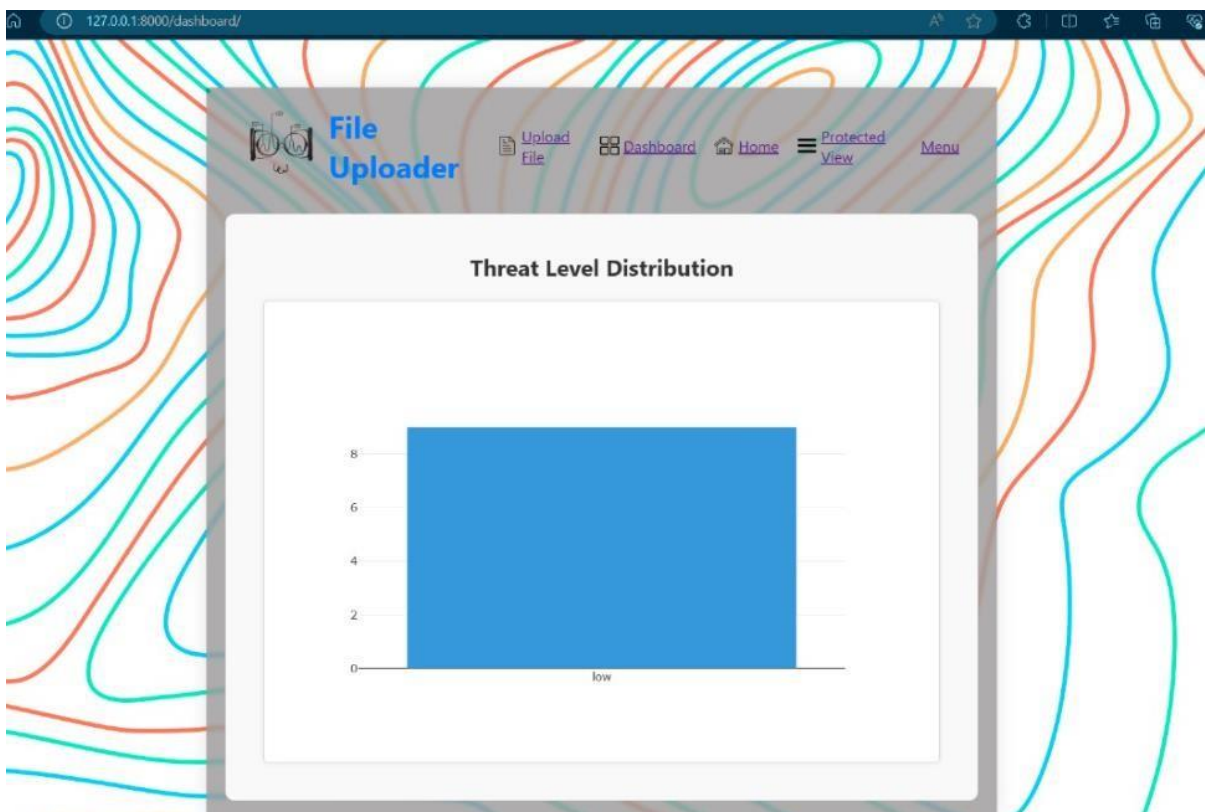 127.0.0.1:8000/dashboard/
File
Uploader
Upload
File
Dashboard
Home
Protected
View
Menu
Threat Level Distribution
8
6
4
2
0
low